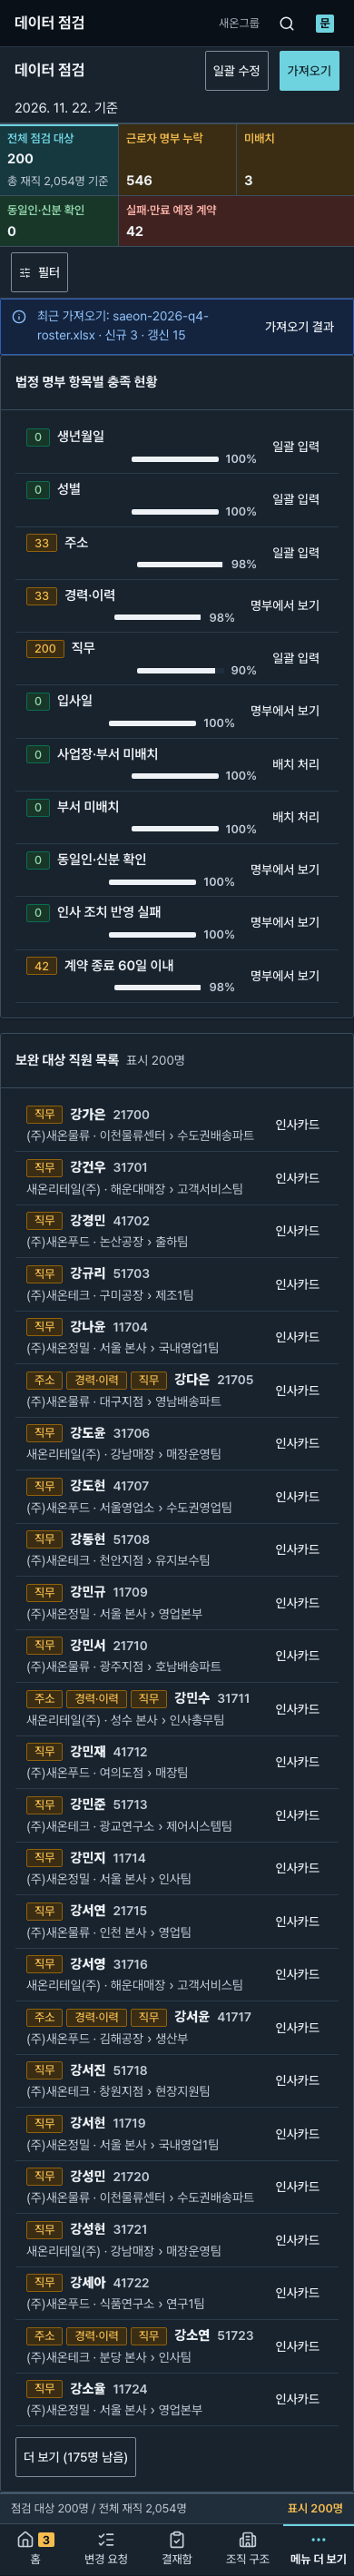 데이터 점검 새온그룹 문
데이터 점검 일괄 수정 가져오기
2026. 11. 22. 기준
전체 점검 대상 근로자 명부 누락 미배치
200
총 재직 2,054명 기준 546 3
동일인·신분 확인 실패·만료 예정 계약
0 42
필터
최근 가져오기: saeon-2026-q4-
roster.xlsx · 신규 3 · 갱신 15 가져오기 결과
법정 명부 항목별 충족 현황
0 생년월일 100% 일괄 입력
0 성별 100% 일괄 입력
33 주소 98% 일괄 입력
33 경력·이력 98% 명부에서 보기
200 직무 90% 일괄 입력
0 입사일 100% 명부에서 보기
0 사업장·부서 미배치 100% 배치 처리
0 부서 미배치 100% 배치 처리
0 동일인·신분 확인 100% 명부에서 보기
0 인사 조치 반영 실패 100% 명부에서 보기
42 계약 종료 60일 이내 98% 명부에서 보기
보완 대상 직원 목록 표시 200명
직무 강가은 21700 인사카드
(주)새온물류 · 이천물류센터 › 수도권배송파트
직무 강건우 31701 인사카드
새온리테일(주) · 해운대매장 › 고객서비스팀
직무 강경민 41702 인사카드
(주)새온푸드 · 논산공장 › 출하팀
직무 강규리 51703 인사카드
(주)새온테크 · 구미공장 › 제조1팀
직무 강나윤 11704 인사카드
(주)새온정밀 · 서울 본사 › 국내영업1팀
주소 경력·이력 직무 강다은 21705 인사카드
(주)새온물류 · 대구지점 › 영남배송파트
직무 강도윤 31706 인사카드
새온리테일(주) · 강남매장 › 매장운영팀
직무 강도현 41707 인사카드
(주)새온푸드 · 서울영업소 › 수도권영업팀
직무 강동현 51708 인사카드
(주)새온테크 · 천안지점 › 유지보수팀
직무 강민규 11709 인사카드
(주)새온정밀 · 서울 본사 › 영업본부
직무 강민서 21710 인사카드
(주)새온물류 · 광주지점 › 호남배송파트
주소 경력·이력 직무 강민수 31711 인사카드
새온리테일(주) · 성수 본사 › 인사총무팀
직무 강민재 41712 인사카드
(주)새온푸드 · 여의도점 › 매장팀
직무 강민준 51713 인사카드
(주)새온테크 · 광교연구소 › 제어시스템팀
직무 강민지 11714 인사카드
(주)새온정밀 · 서울 본사 › 인사팀
직무 강서연 21715 인사카드
(주)새온물류 · 인천 본사 › 영업팀
직무 강서영 31716 인사카드
새온리테일(주) · 해운대매장 › 고객서비스팀
주소 경력·이력 직무 강서윤 41717 인사카드
(주)새온푸드 · 김해공장 › 생산부
직무 강서진 51718 인사카드
(주)새온테크 · 창원지점 › 현장지원팀
직무 강서현 11719 인사카드
(주)새온정밀 · 서울 본사 › 국내영업1팀
직무 강성민 21720 인사카드
(주)새온물류 · 이천물류센터 › 수도권배송파트
직무 강성현 31721 인사카드
새온리테일(주) · 강남매장 › 매장운영팀
직무 강세아 41722 인사카드
(주)새온푸드 · 식품연구소 › 연구1팀
주소 경력·이력 직무 강소연 51723 인사카드
(주)새온테크 · 분당 본사 › 인사팀
직무 강소율 11724 인사카드
(주)새온정밀 · 서울 본사 › 영업본부
더 보기 (175명 남음)
점검 대상 200명 / 전체 재직 2,054명 표시 200명
3
홈 변경 요청 결재함 조직 구조 메뉴 더 보기